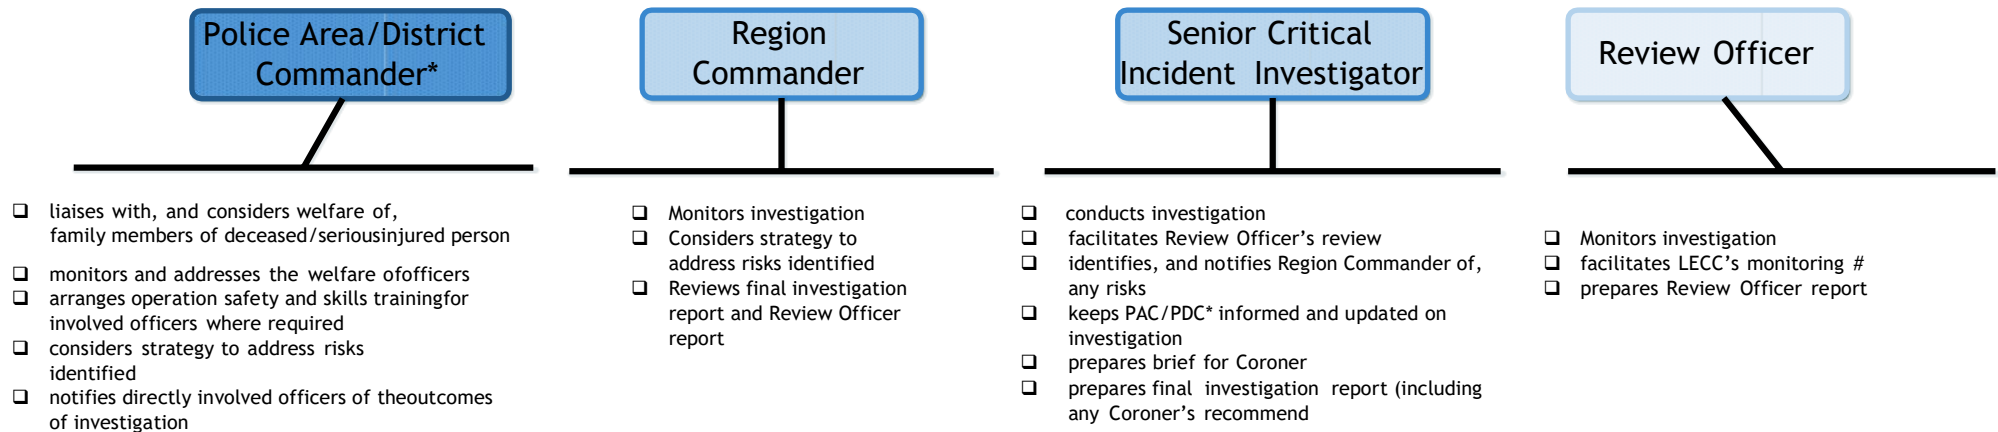 Police Area/District
Commander*
liaises with, and considers welfare of,
family members of deceased/seriousinjured person
monitors and addresses the welfare ofofficers
arranges operation safety and skills trainingfor
involved officers where required
considers strategy to address risks
identified
notifies directly involved officers of theoutcomes
of investigation
Region
Commander
Monitors investigation
Considers strategy to
address risks identified
Reviews final investigation
report and Review Officer
report
Senior Critical
Incident Investigator
conducts investigation
facilitates Review Officer's review
identifies, and notifies Region Commander of,
any risks
keeps PAC/PDC* informed and updated on
investigation
prepares brief for Coroner
prepares final investigation report (including
any Coroner's recommend
Review Officer
Monitors investigation
facilitates LECC's monitoring #
prepares Review Officer report